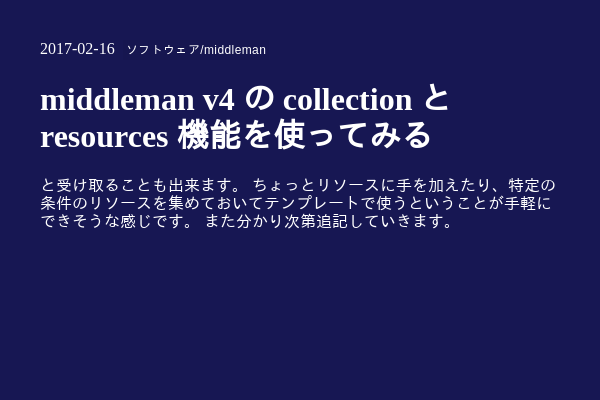 2017-02-16 ソフトウェア/middleman
middleman v4 の collection と
resources 機能を使ってみる
と受け取ることも出来ます。 ちょっとリソースに手を加えたり、特定の
条件のリソースを集めておいてテンプレートで使うということが手軽に
できそうな感じです。 また分かり次第追記していきます。